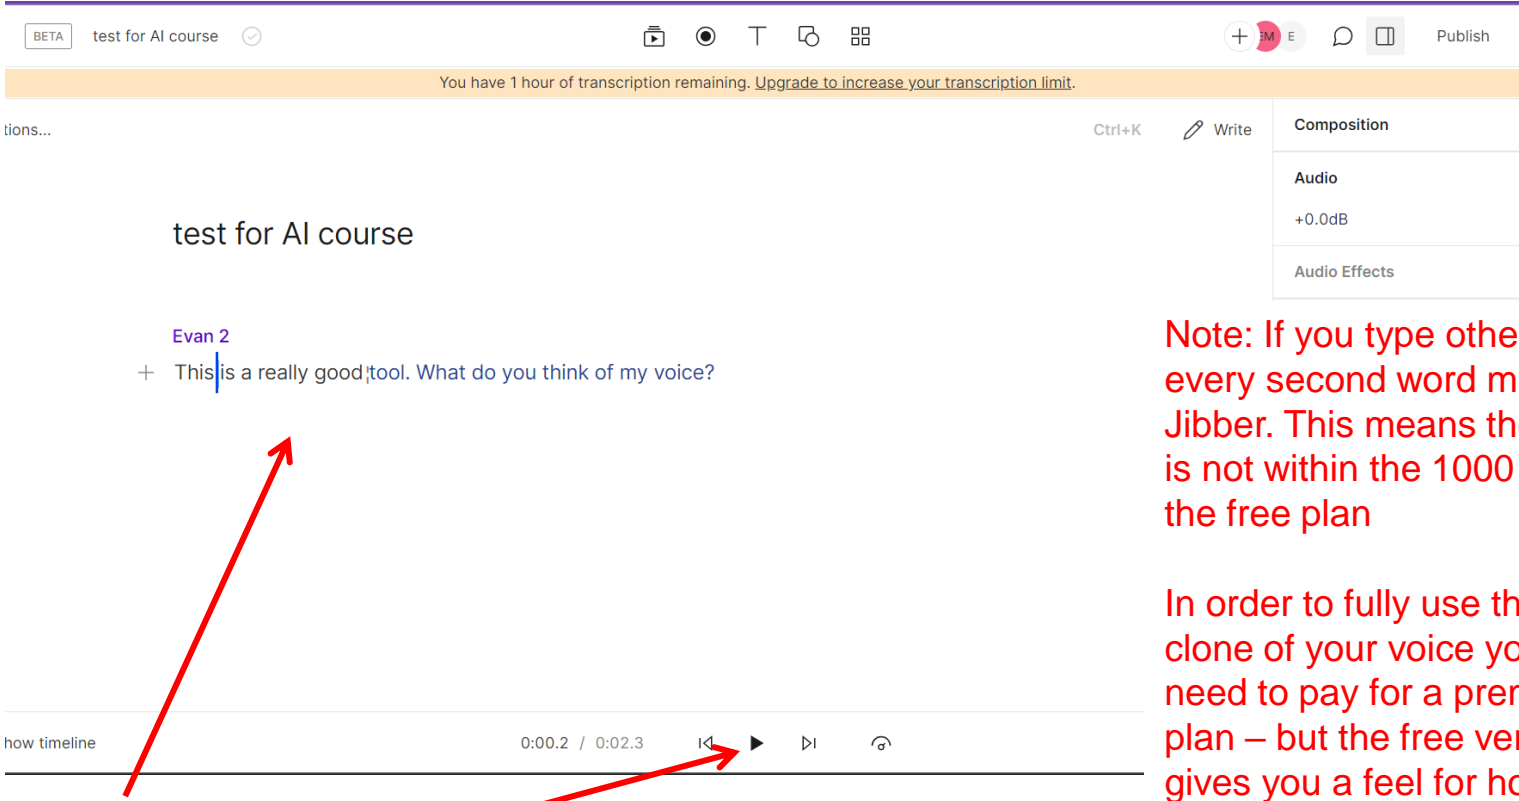 BETA test for AI course
EM E Publish
You have 1 hour of transcription remaining. Upgrade to increase your transcription limit.
tions...
Ctrl+K Write
Composition
Audio
+0.0dB
Audio Effects
test for AI course
Evan 2
This is a really good tool. What do you think of my voice?
Note: If you type othe
every second word m
Jibber. This means the
is not within the 1000
the free plan
In order to fully use th
clone of your voice yo
need to pay for a prem
plan – but the free ver
gives you a feel for ho
how timeline
0:00.2 / 0:02.3